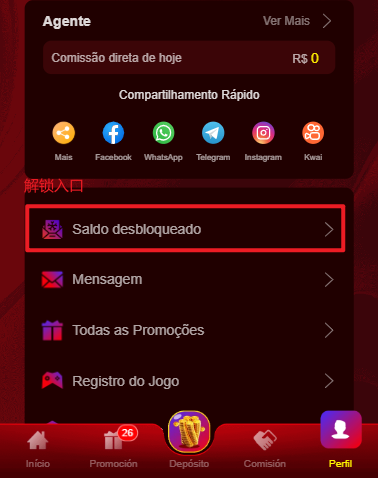 Agente
Ver Mais
Comissão direta de hoje
R$ 0
Compartilhamento Rápido
Mais
Facebook
WhatsApp
Telegram
Instagram
Kwai
解锁入口
Saldo desbloqueado
Mensagem
Todas as Promoções
Registro do Jogo
26
Início
Promoción
Depósito
Comisión
Perfil